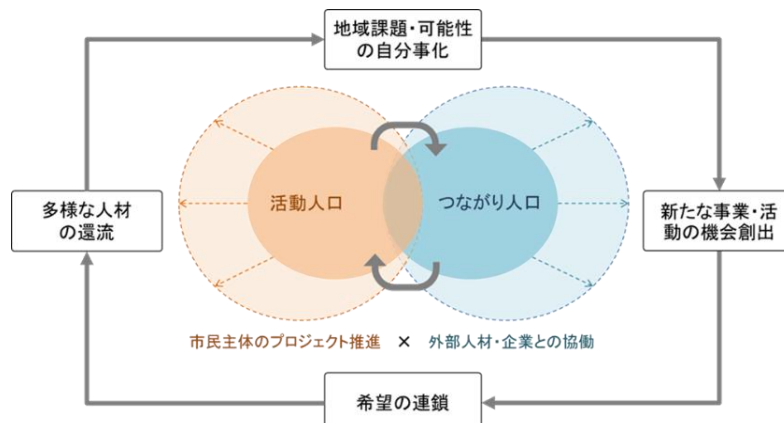 地域課題・可能性
の自分事化
活動人口
つながり人口
多様な人材
の還流
新たな事業・活
動の機会創出
市民主体のプロジェクト推進 × 外部人材・企業との協働
希望の連鎖